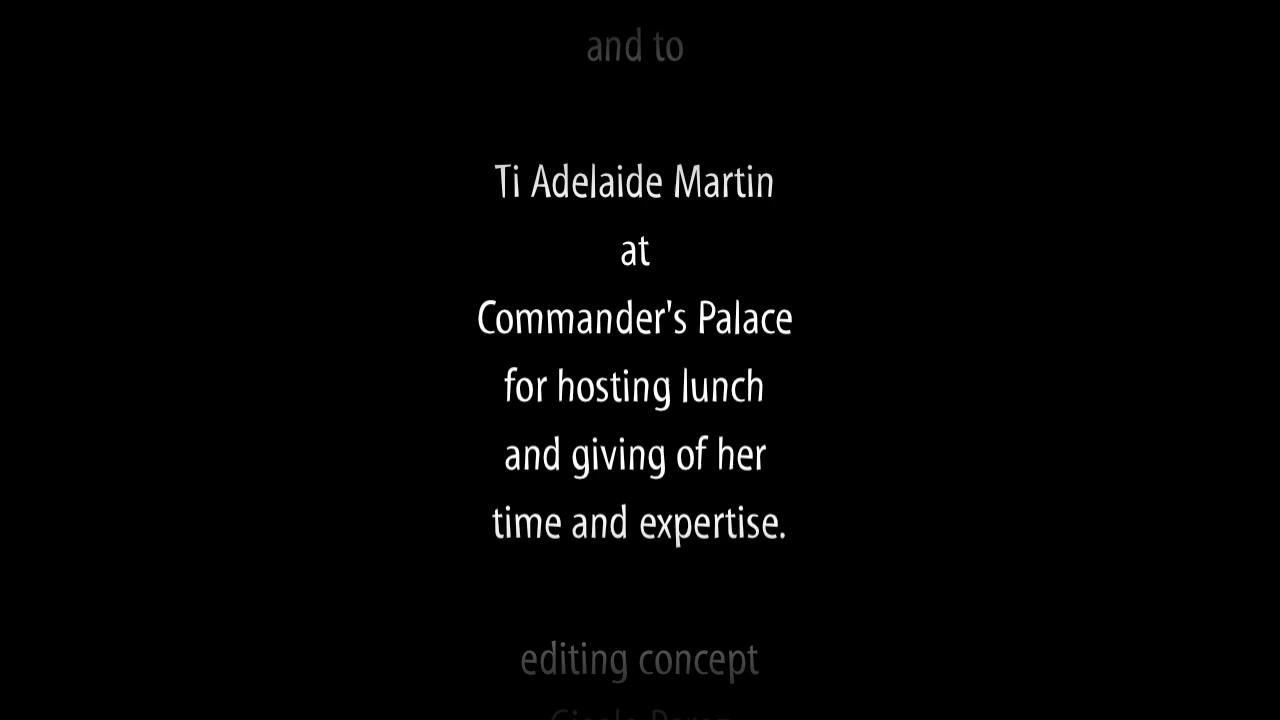 and to
Ti Adelaide Martin
at
Commander's Palace
for hosting lunch
and giving of her
time and expertise.
editing concept